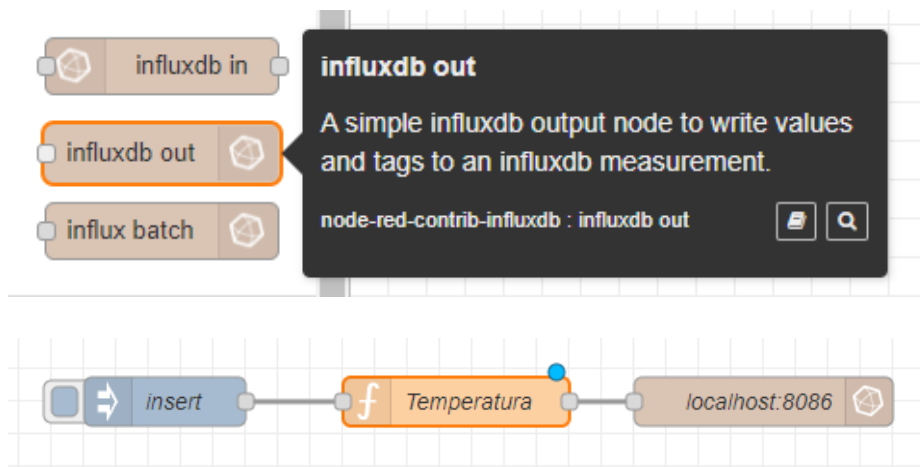 influxdb in
influxdb out
influx batch
influxdb out
A simple influxdb output node to write values
and tags to an influxdb measurement.
node-red-contrib-influxdb : influxdb out
insert
f
Temperatura
localhost:8086